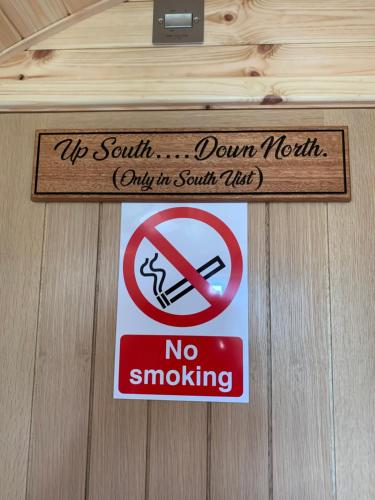 Up South....Down North.
(Only in South Uist)
No
smoking